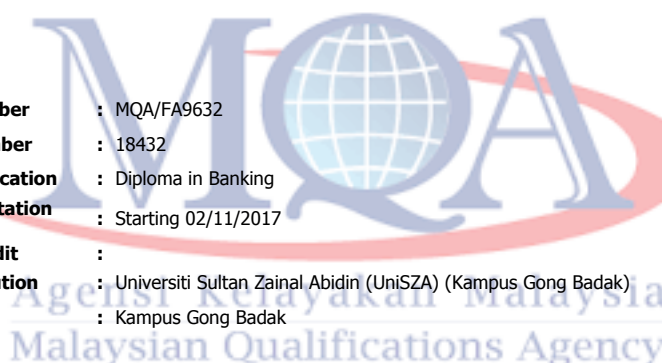 MQA
ber : MQA/FA9632
ber : 18432
cation : Diploma in Banking
tation
: Starting 02/11/2017
dit :
ution : Universiti Sultan Zainal Abidin (UniSZA) (Kampus Gong Badak)
Agensi Kelayakan Malaysia
: Kampus Gong Badak
Malaysian Qualifications Agency